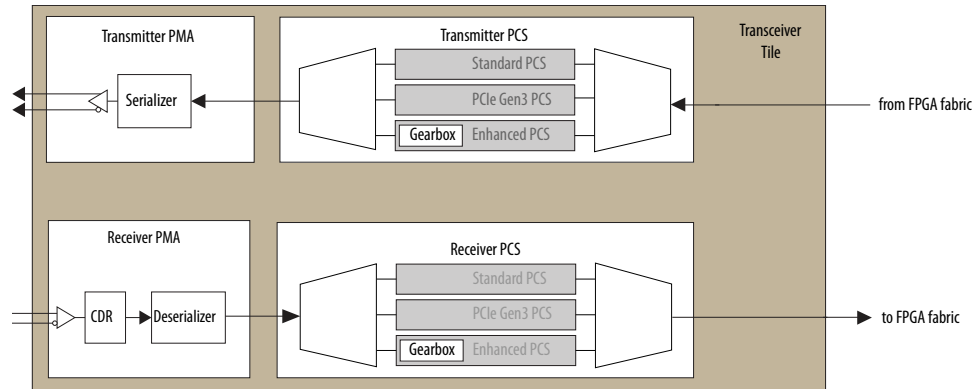 Transmitter PMA
Transmitter PCS
Transceiver
Tile
Standard PCS
Serializer
PCIe Gen3 PCS
from FPGA fabric
Gearbox
Enhanced PCS
Receiver PMA
Receiver PCS
Standard PCS
CDR
Deserializer
PCIe Gen3 PCS
to FPGA fabric
Gearbox
Enhanced PCS